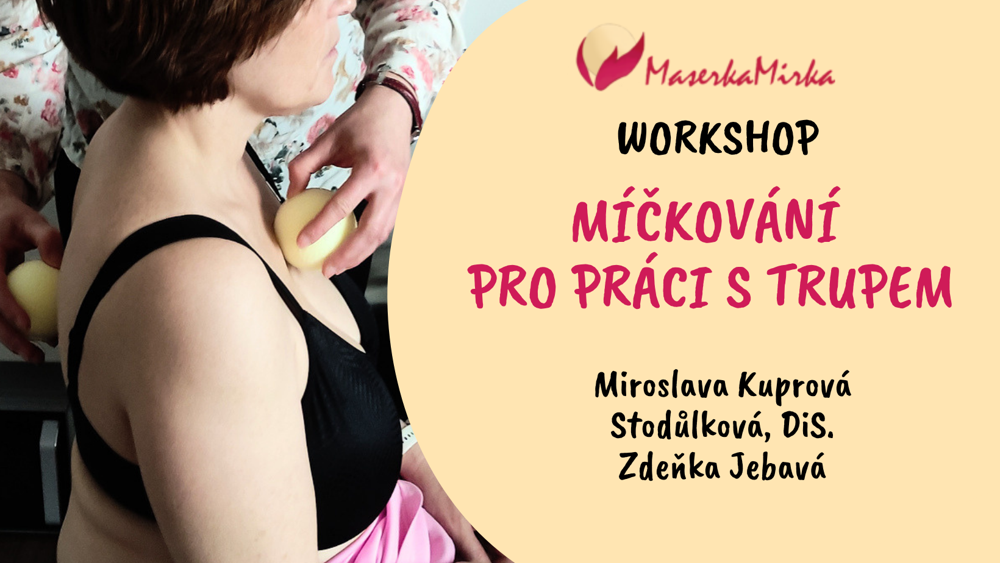 MaserkaMirka
WORKSHOP
MÍČKOVÁNÍ
PRO PRÁCI S TRUPEM
Miroslava Kuprová
Stodůlková, DiS.
Zdeňka Jebavá